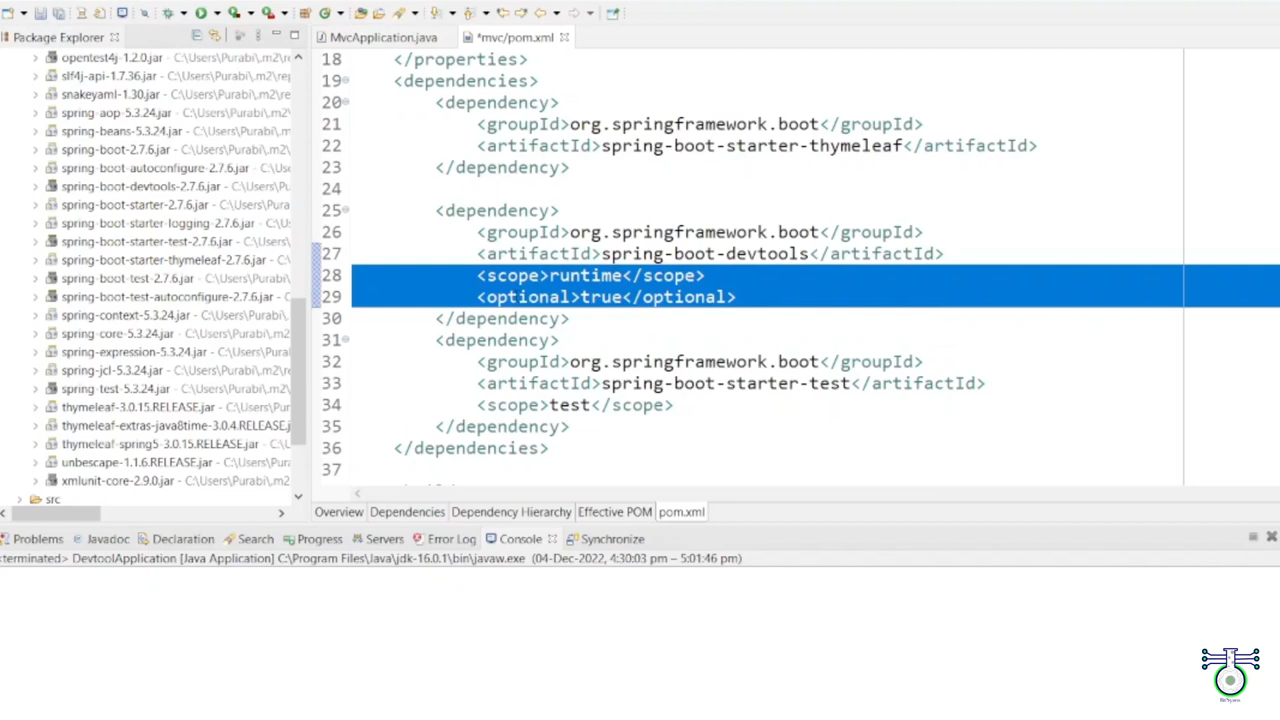 Package Explorer
MvcApplication.java
*mvc/pom.xml
opentest4j-1.2.0.jar - C:\Users\Purabi\.m2\re
slf4j-api-1.7.36.jar - C:\Users\Purabi\.m2\rep
snakeyaml-1.30.jar - C:\Users\Purabi\.m2\rep
spring-aop-5.3.24.jar - C:\Users\Purabi\.m2\
spring-beans-5.3.24.jar - C:\Users\Purabi\.m
spring-boot-2.7.6.jar - C:\Users\Purabi\.m2\
spring-boot-autoconfigure-2.7.6.jar - C:\Use
spring-boot-devtools-2.7.6.jar - C:\Users\Pu
spring-boot-starter-2.7.6.jar - C:\Users\Pura
spring-boot-starter-logging-2.7.6.jar - C:\U
spring-boot-starter-test-2.7.6.jar - C:\Users\
spring-boot-starter-thymeleaf-2.7.6.jar - C:
spring-boot-test-2.7.6.jar - C:\Users\Purabi\
spring-boot-test-autoconfigure-2.7.6.jar - C
spring-context-5.3.24.jar - C:\Users\Purabi\
spring-core-5.3.24.jar - C:\Users\Purabi\.m2
spring-expression-5.3.24.jar - C:\Users\Pura
spring-jcl-5.3.24.jar - C:\Users\Purabi\.m2\
spring-test-5.3.24.jar - C:\Users\Purabi\.m2
thymeleaf-3.0.15.RELEASE.jar - C:\Users\Pur
thymeleaf-extras-java8time-3.0.4.RELEASE.j
thymeleaf-spring5-3.0.15.RELEASE.jar - C:\U
unbescape-1.1.6.RELEASE.jar - C:\Users\Pura
xmlunit-core-2.9.0.jar - C:\Users\Purabi\.m2
src
18 </properties>
19 <dependencies>
20 <dependency>
21 <groupId>org.springframework.boot</groupId>
22 <artifactId>spring-boot-starter-thymeleaf</artifactId>
23 </dependency>
24
25 <dependency>
26 <groupId>org.springframework.boot</groupId>
27 <artifactId>spring-boot-devtools</artifactId>
28 <scope>runtime</scope>
29 <optional>true</optional>
30 </dependency>
31 <dependency>
32 <groupId>org.springframework.boot</groupId>
33 <artifactId>spring-boot-starter-test</artifactId>
34 <scope>test</scope>
35 </dependency>
36 </dependencies>
37
Overview Dependencies Dependency Hierarchy Effective POM pom.xml
Problems Javadoc Declaration Search Progress Servers Error Log Console Synchronize
<terminated> DevtoolApplication [Java Application] C:\Program Files\Java\jdk-16.0.1\bin\javaw.exe (04-Dec-2022, 4:30:03 pm – 5:01:46 pm)